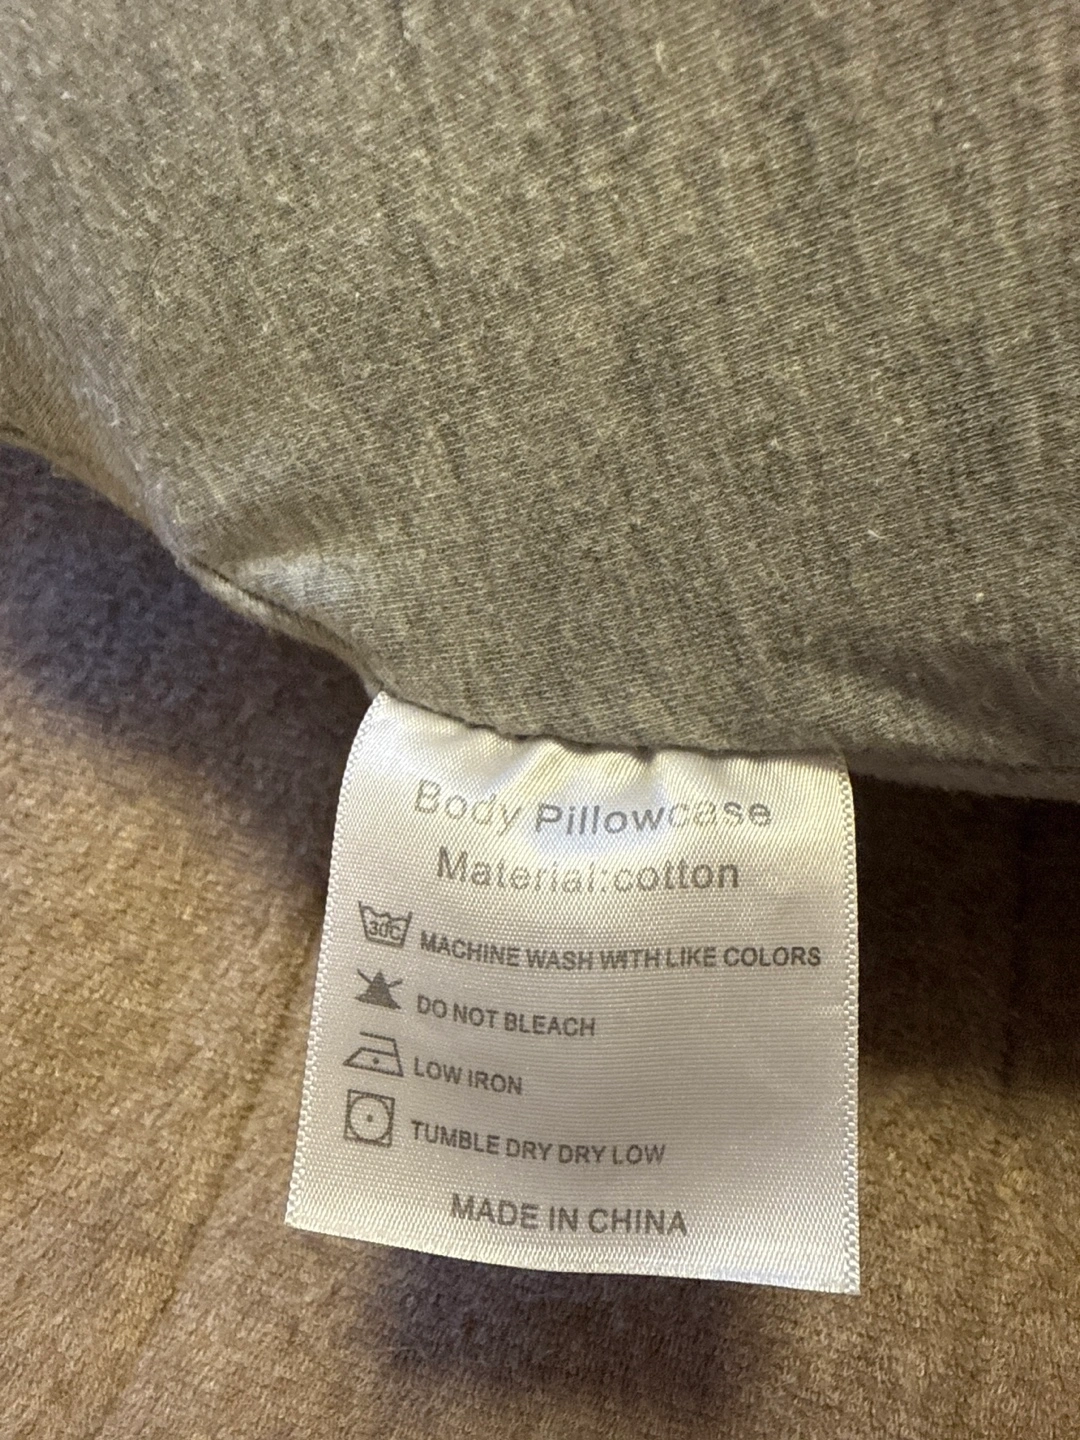 Body Pillowcase
Material:cotton
30C MACHINE WASH WITH LIKE COLORS
DO NOT BLEACH
LOW IRON
TUMBLE DRY DRY LOW
MADE IN CHINA